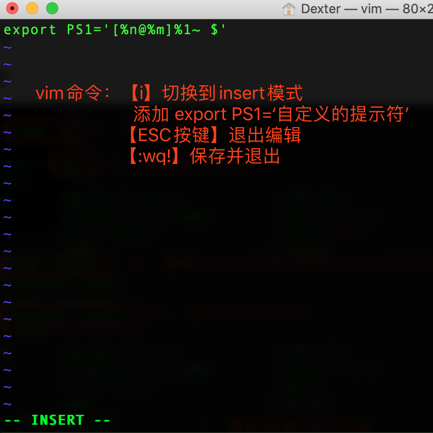 Dexter — vim — 80×2
export PS1='[%n@%m]%1~ $'
~
~
~
vim命令：【i】切换到insert模式
~
添加 export PS1=‘自定义的提示符’
~
【ESC按键】退出编辑
~
【:wq!】保存并退出
~
~
~
~
~
~
~
~
~
~
~
~
~
~
-- INSERT --